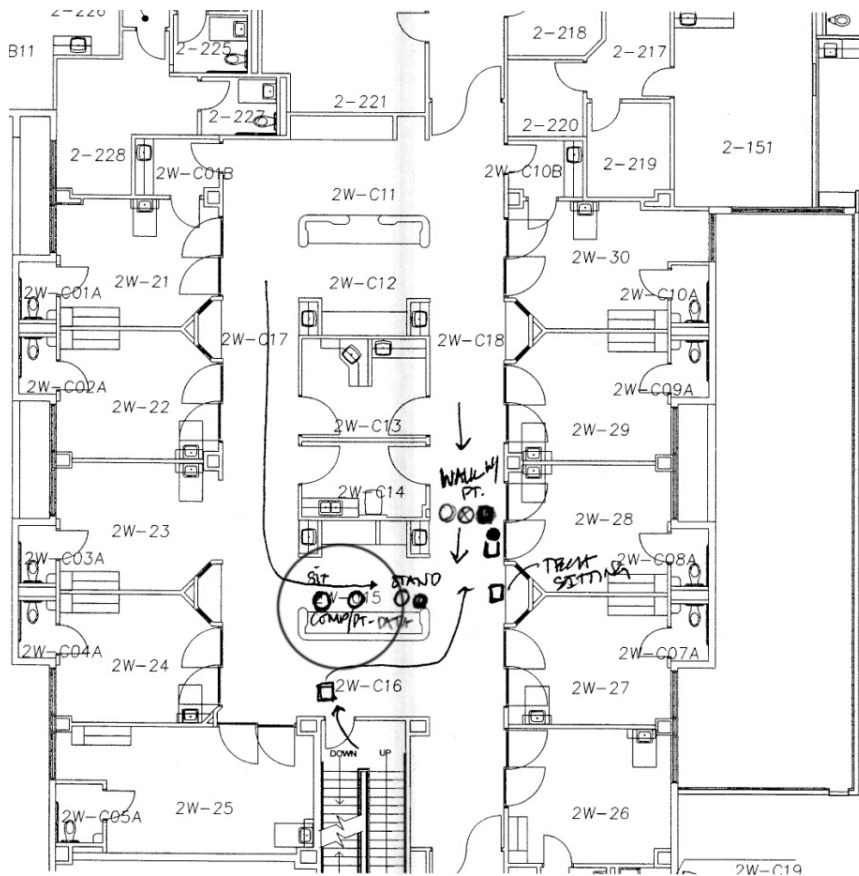 2-226
2-225
B11
2-218
2-217
2-221
2-227
2-220
2-151
2-228
2-219
2W-C01B
2W-C11
2W-C10B
2W-21
2W-C12
2W-30
2W-C01A
2W-C10A
2W-C17
2W-C18
2W-C02A
2W-C09A
2W-22
2W-C13
2W-29
WALK W/
PT.
2W-C14
2W-23
2W-28
2W-C03A
2W-C08A
TECH
SITTING
SIT
STAND
2W-C15
COMP/PT-DATA
2W-C04A
2W-C07A
2W-24
2W-C16
2W-27
DOWN
UP
2W-25
2W-C05A
2W-26
2W-C19